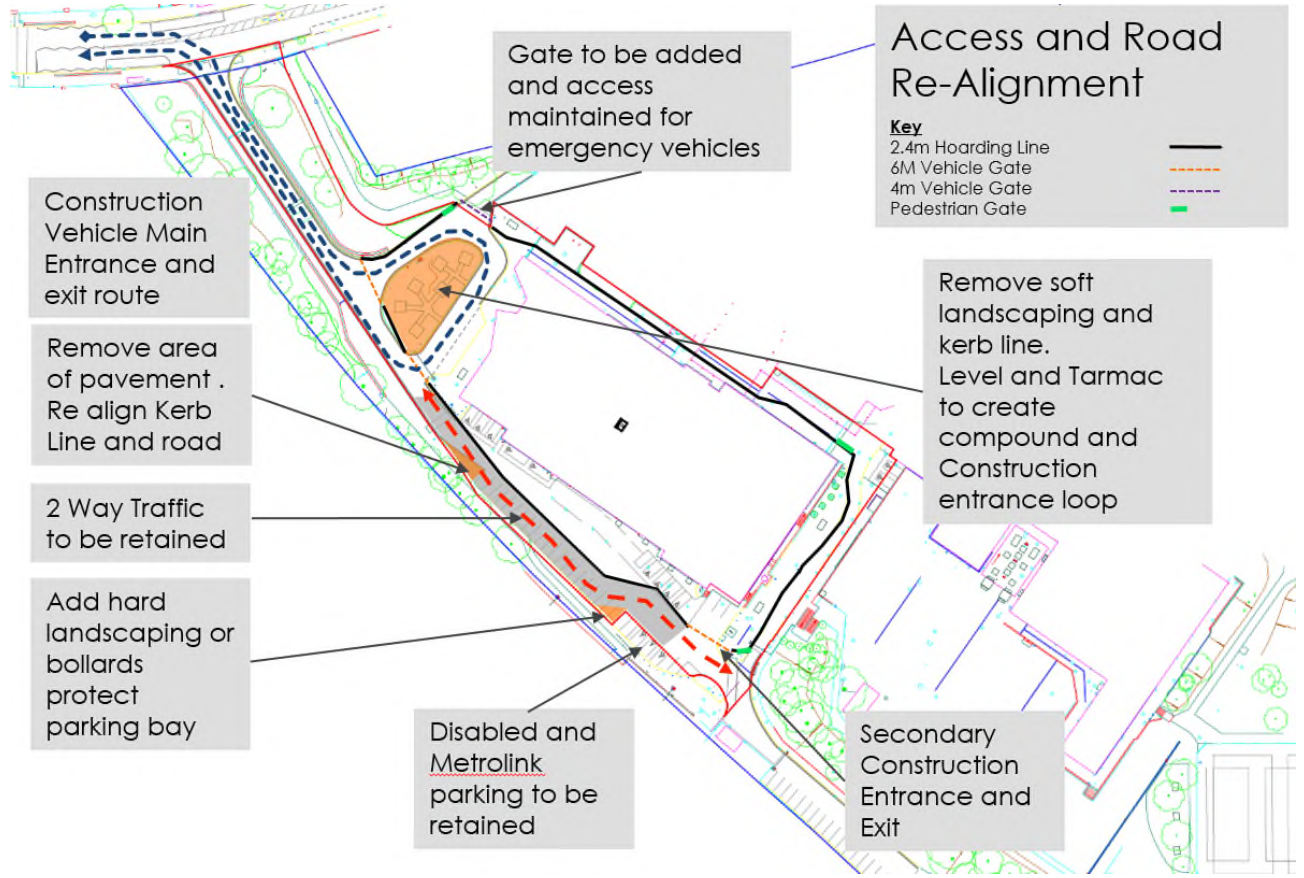 Access and Road
Re-Alignment
Key
2.4m Hoarding Line
6M Vehicle Gate
4m Vehicle Gate
Pedestrian Gate
Gate to be added
and access
maintained for
emergency vehicles
Construction
Vehicle Main
Entrance and
exit route
Remove area
of pavement .
Re align Kerb
Line and road
2 Way Traffic
to be retained
Add hard
landscaping or
bollards
protect
parking bay
Disabled and
Metrolink
parking to be
retained
Secondary
Construction
Entrance and
Exit
Remove soft
landscaping and
kerb line.
Level and Tarmac
to create
compound and
Construction
entrance loop